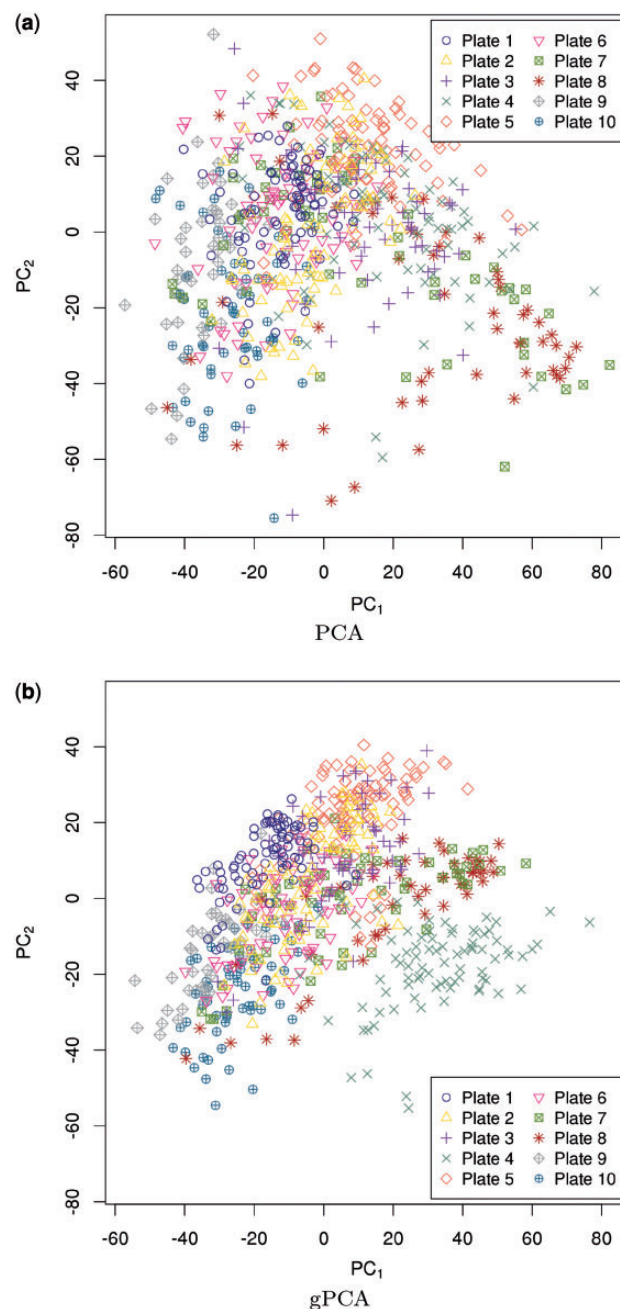 (a)
Plate 1 Plate 6
Plate 2 Plate 7
Plate 3 Plate 8
Plate 4 Plate 9
Plate 5 Plate 10
40
20
0
-20
-40
-60
-80
PC2
-60 -40 -20 0 20 40 60 80
PC1
PCA
(b)
40
20
0
-20
-40
-60
-80
PC2
Plate 1 Plate 6
Plate 2 Plate 7
Plate 3 Plate 8
Plate 4 Plate 9
Plate 5 Plate 10
-60 -40 -20 0 20 40 60 80
PC1
gPCA